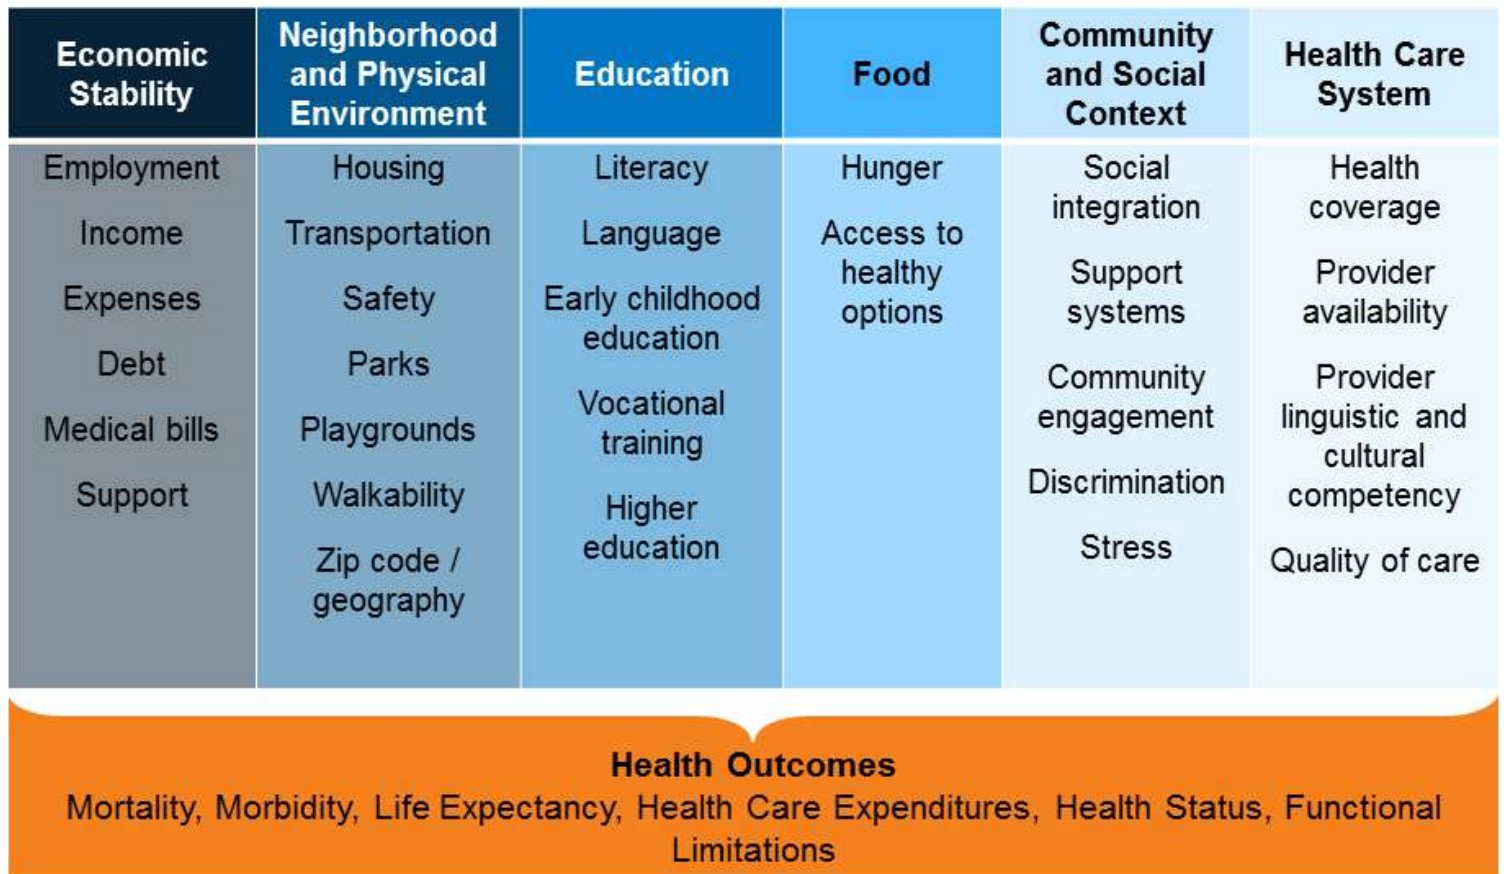 Economic
Stability
Neighborhood
and Physical
Environment
Education
Food
Community
and Social
Context
Health Care
System
Employment
Income
Expenses
Debt
Medical bills
Support
Housing
Transportation
Safety
Parks
Playgrounds
Walkability
Zip code /
geography
Literacy
Language
Early childhood
education
Vocational
training
Higher
education
Hunger
Access to
healthy
options
Social
integration
Support
systems
Community
engagement
Discrimination
Stress
Health
coverage
Provider
availability
Provider
linguistic and
cultural
competency
Quality of care
Health Outcomes
Mortality, Morbidity, Life Expectancy, Health Care Expenditures, Health Status, Functional
Limitations